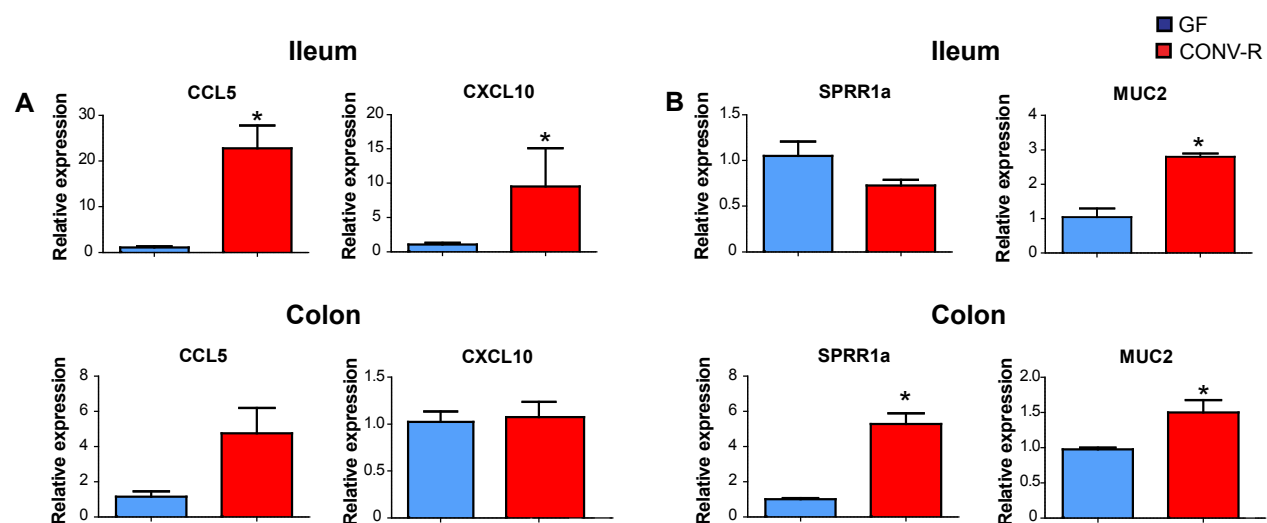 GF
CONV-R
Ileum
Ileum
A
B
CCL5
CXCL10
SPRR1a
MUC2
Relative expression
30
20
10
0
*
Relative expression
20
15
10
5
0
*
Relative expression
1.5
1.0
0.5
0
Relative expression
4
3
2
1
0
*
Colon
Colon
CCL5
CXCL10
SPRR1a
MUC2
Relative expression
8
6
4
2
0
Relative expression
1.5
1.0
0.5
0
Relative expression
8
6
4
2
0
*
Relative expression
2.0
1.5
1.0
0.5
0
*